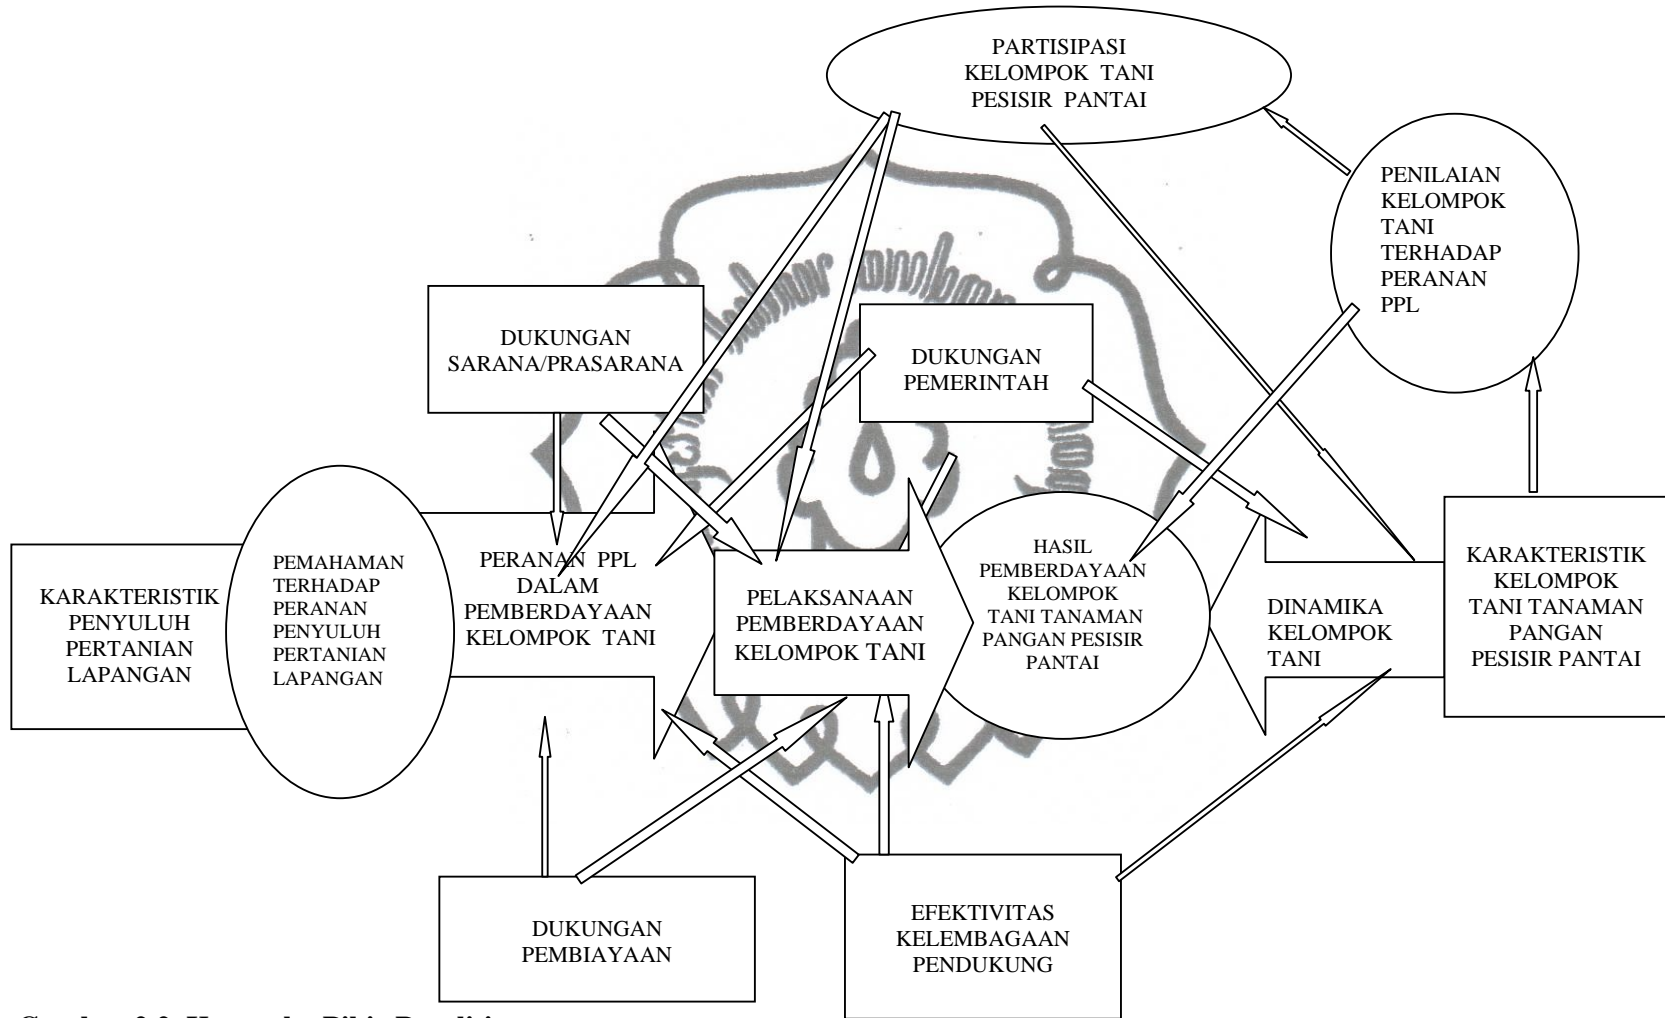 PARTISIPASI
KELOMPOK TANI
PESISIR PANTAI
PENILAIAN
KELOMPOK
TANI
TERHADAP
PERANAN
PPL
DUKUNGAN
SARANA/PRASARANA
DUKUNGAN
PEMERINTAH
KARAKTERISTIK
PENYULUH
PERTANIAN
LAPANGAN
PEMAHAMAN
TERHADAP
PERANAN
PENYULUH
PERTANIAN
LAPANGAN
PERANAN PPL
DALAM
PEMBERDAYAAN
KELOMPOK TANI
PELAKSANAAN
PEMBERDAYAAN
KELOMPOK TANI
HASIL
PEMBERDAYAAN
KELOMPOK
TANI TANAMAN
PANGAN PESISIR
PANTAI
DINAMIKA
KELOMPOK
TANI
KARAKTERISTIK
KELOMPOK
TANI TANAMAN
PANGAN
PESISIR PANTAI
DUKUNGAN
PEMBIAYAAN
EFEKTIVITAS
KELEMBAGAAN
PENDUKUNG